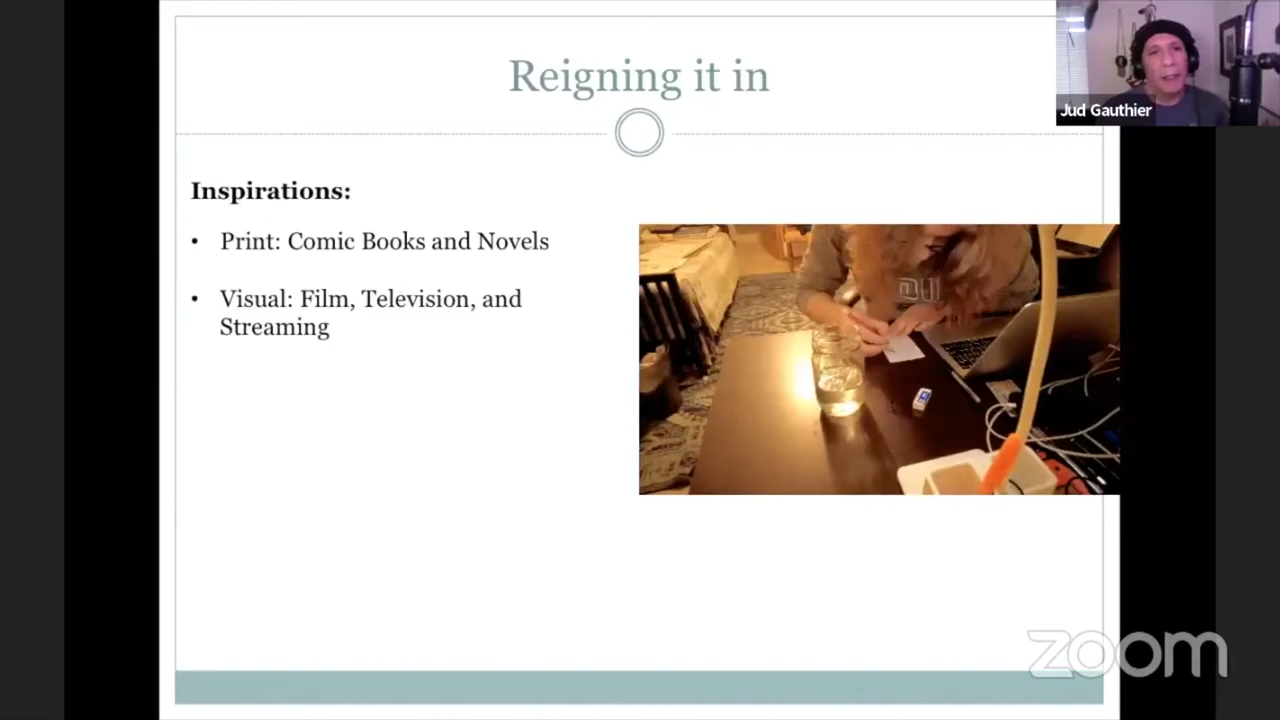 Reigning it in
Jud Gauthier
Inspirations:
• Print: Comic Books and Novels
• Visual: Film, Television, and
Streaming
zoom